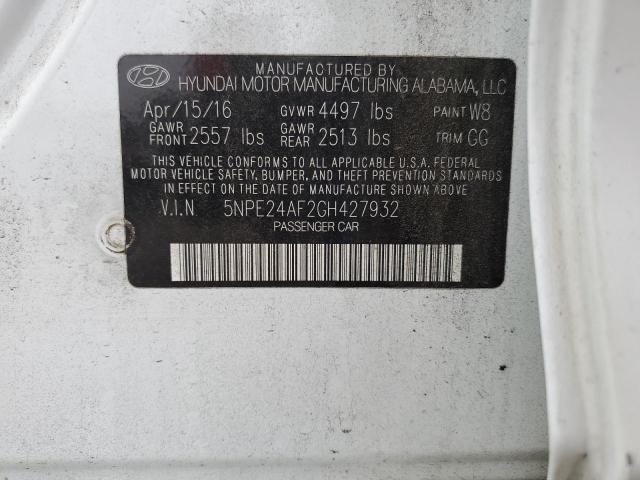 MANUFACTURED BY
HYUNDAI MOTOR MANUFACTURING ALABAMA, LLC
Apr/15/16 GVWR 4497 lbs PAINT W8
GAWR FRONT 2557 lbs GAWR REAR 2513 lbs TRIM GG
THIS VEHICLE CONFORMS TO ALL APPLICABLE U.S.A. FEDERAL
MOTOR VEHICLE SAFETY, BUMPER, AND THEFT PREVENTION STANDARDS
IN EFFECT ON THE DATE OF MANUFACTURE SHOWN ABOVE.
V.I.N 5NPE24AF2GH427932
PASSENGER CAR